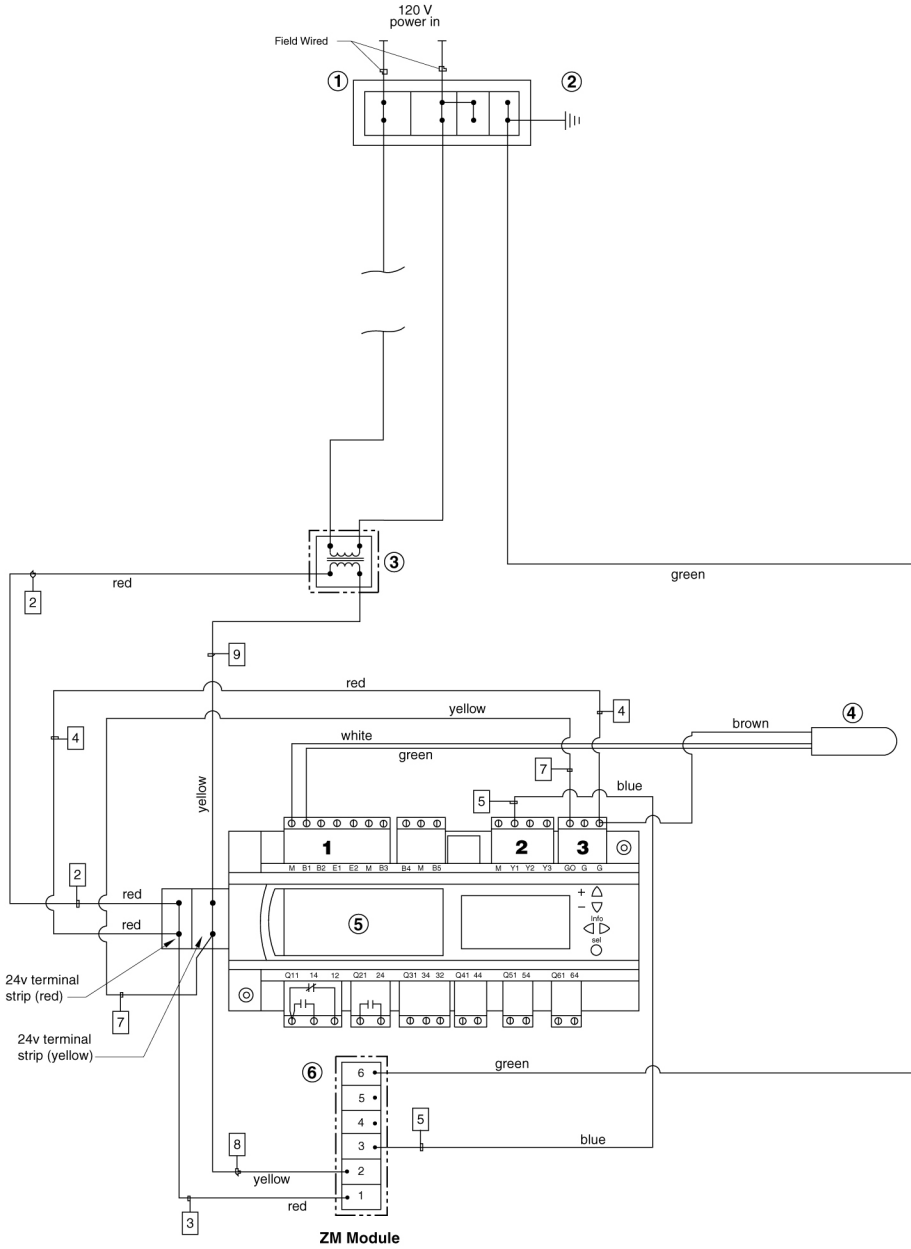 120 V
power in
Field Wired
1
2
3
red
green
2
9
red
4
yellow
brown
4
white
green
4
7
yellow
blue
5
1
2
3
M B1 B2 E1 E2 M B3 B4 M B5 M Y1 Y2 Y3 GO G G
2
red
5
+
−
Info
sel
red
24v terminal
strip (red)
Q11 14 12 Q21 24 Q31 34 32 Q41 44 Q51 54 Q61 64
7
24v terminal
strip (yellow)
6
6
green
5
4
5
3
blue
8
2
yellow
1
red
3
ZM Module